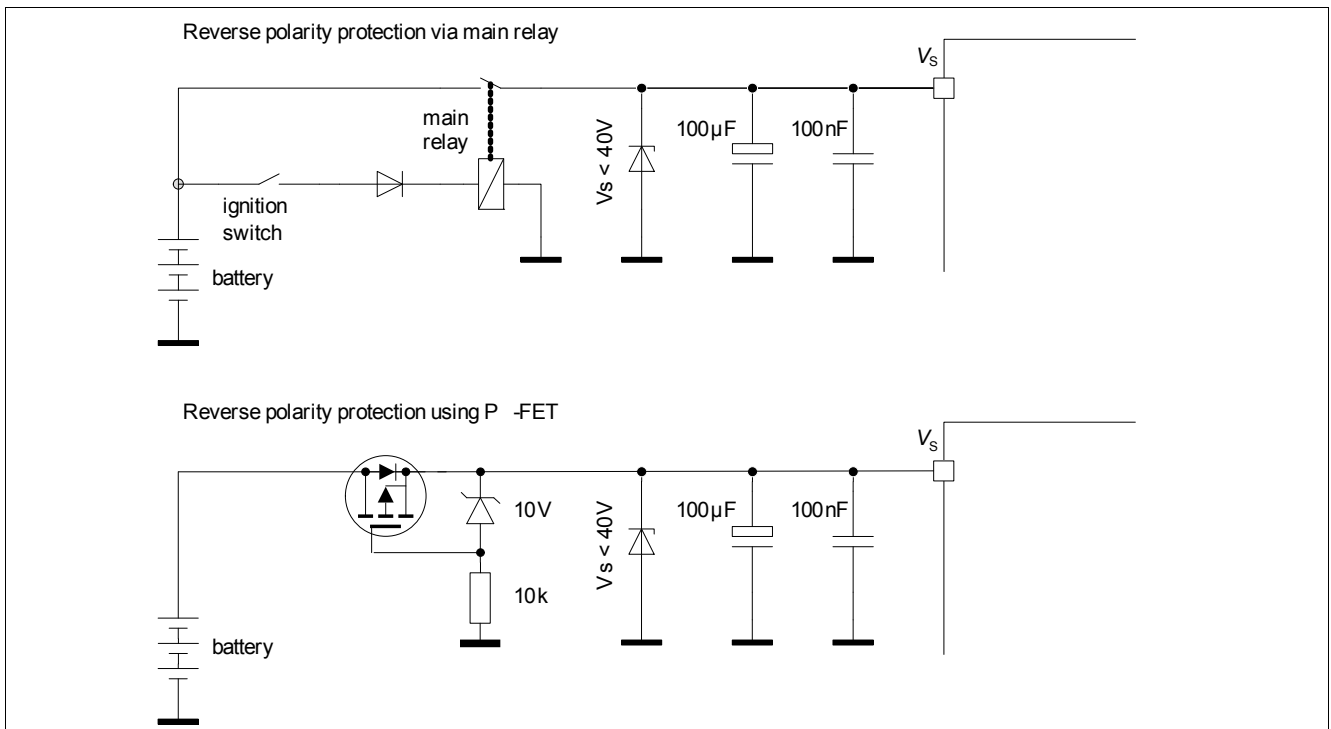 Reverse polarity protection via main relay
VS
main
relay
Vs < 40V
100µF
100nF
ignition
switch
battery
Reverse polarity protection using P -FET
VS
10V
Vs < 40V
100µF
100nF
10k
battery